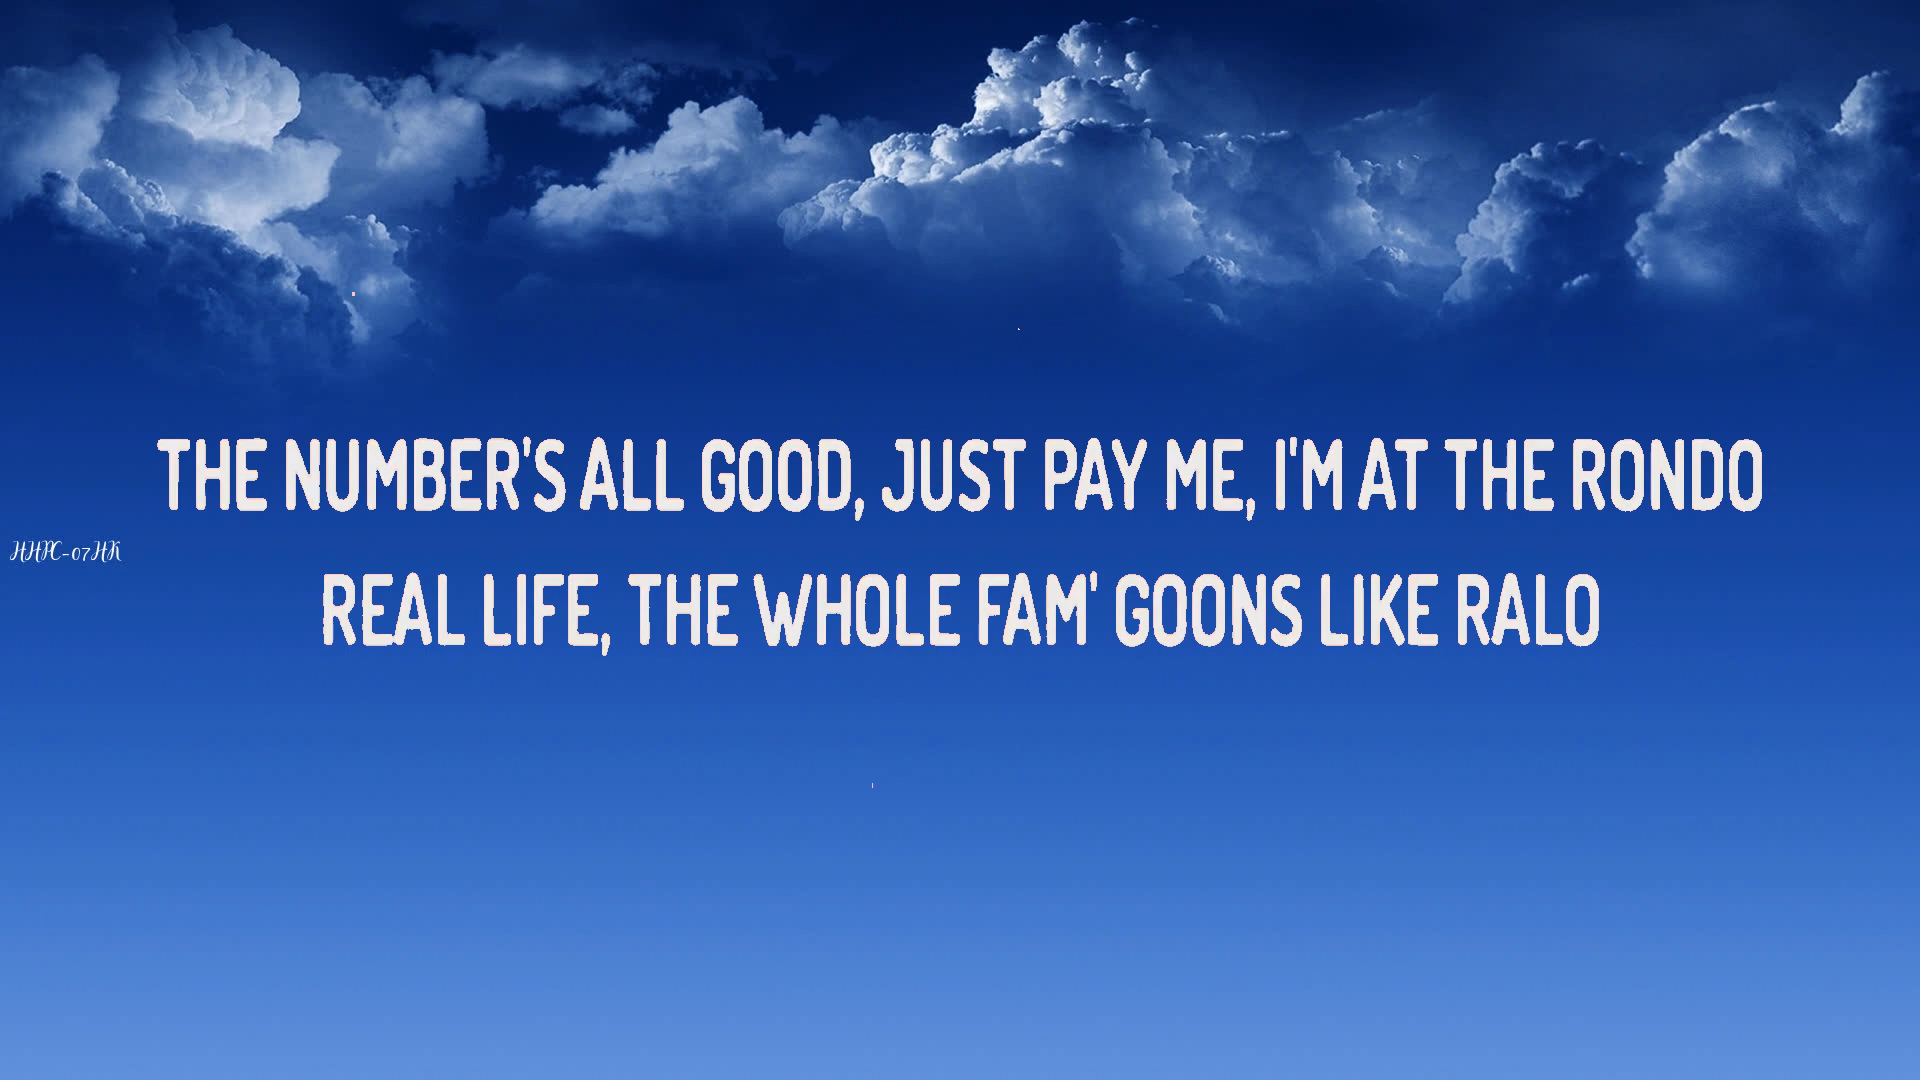 THE NUMBER'S ALL GOOD, JUST PAY ME, I'M AT THE RONDO
HHPC-07HK
REAL LIFE, THE WHOLE FAM' GOONS LIKE RALO